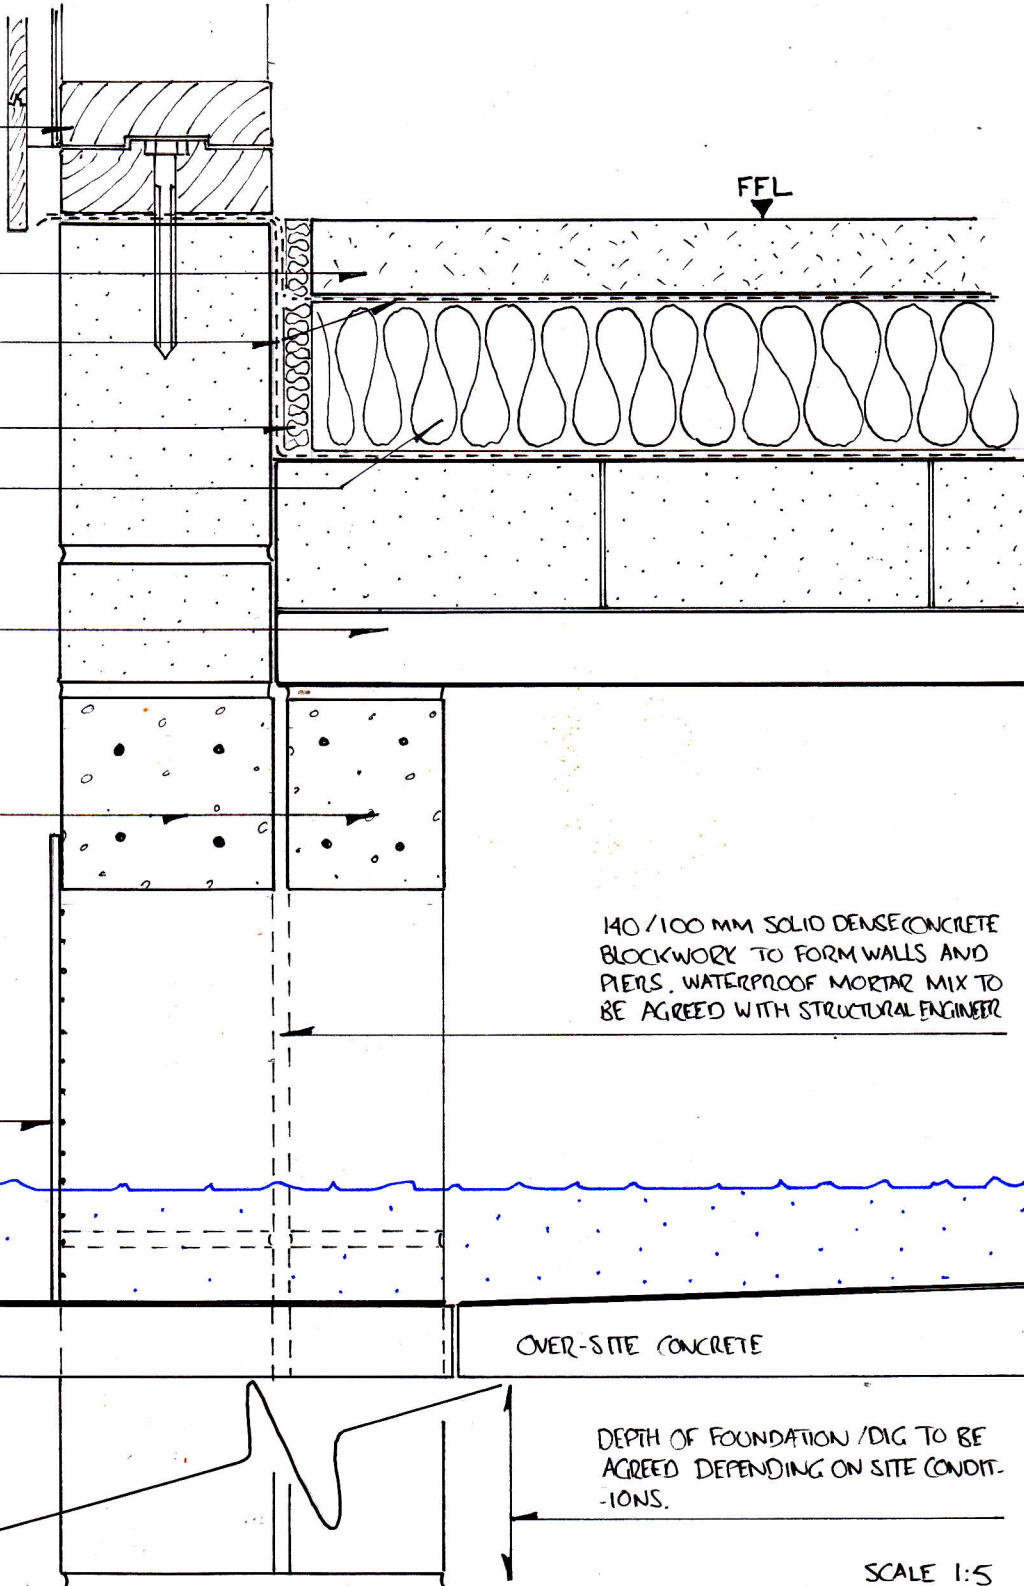 FFL
140/100 MM SOLID DENSE CONCRETE
BLOCKWORK TO FORM WALLS AND
PIERS. WATERPROOF MORTAR MIX TO
BE AGREED WITH STRUCTURAL ENGINEER
OVER-SITE CONCRETE
DEPTH OF FOUNDATION /DIG TO BE
AGREED DEPENDING ON SITE CONDIT-
-IONS.
SCALE 1:5